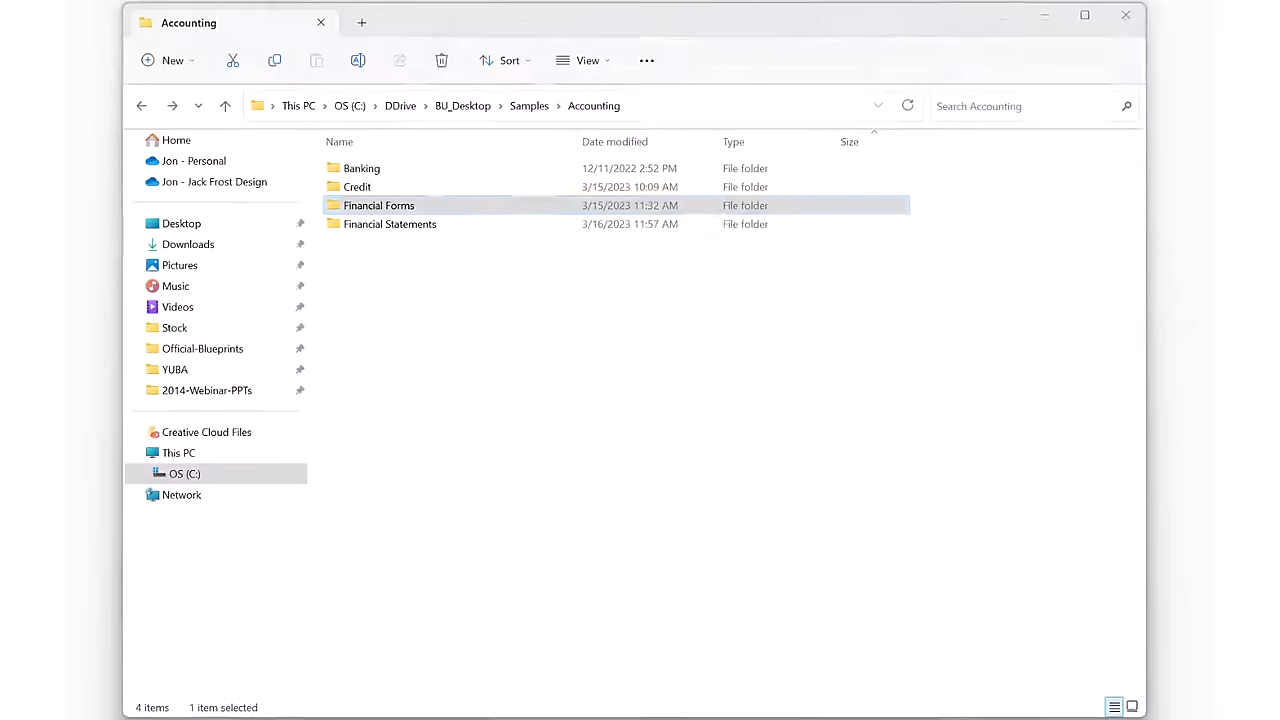 Accounting
New
Sort
View
This PC > OS (C:) > DDrive > BU_Desktop > Samples > Accounting
Search Accounting
Home
Jon - Personal
Jon - Jack Frost Design
Desktop
Downloads
Pictures
Music
Videos
Stock
Official-Blueprints
YUBA
2014-Webinar-PPTs
Creative Cloud Files
This PC
OS (C:)
Network
Name Date modified Type Size
Banking 12/11/2022 2:52 PM File folder
Credit 3/15/2023 10:09 AM File folder
Financial Forms 3/15/2023 11:32 AM File folder
Financial Statements 3/16/2023 11:57 AM File folder
4 items 1 item selected